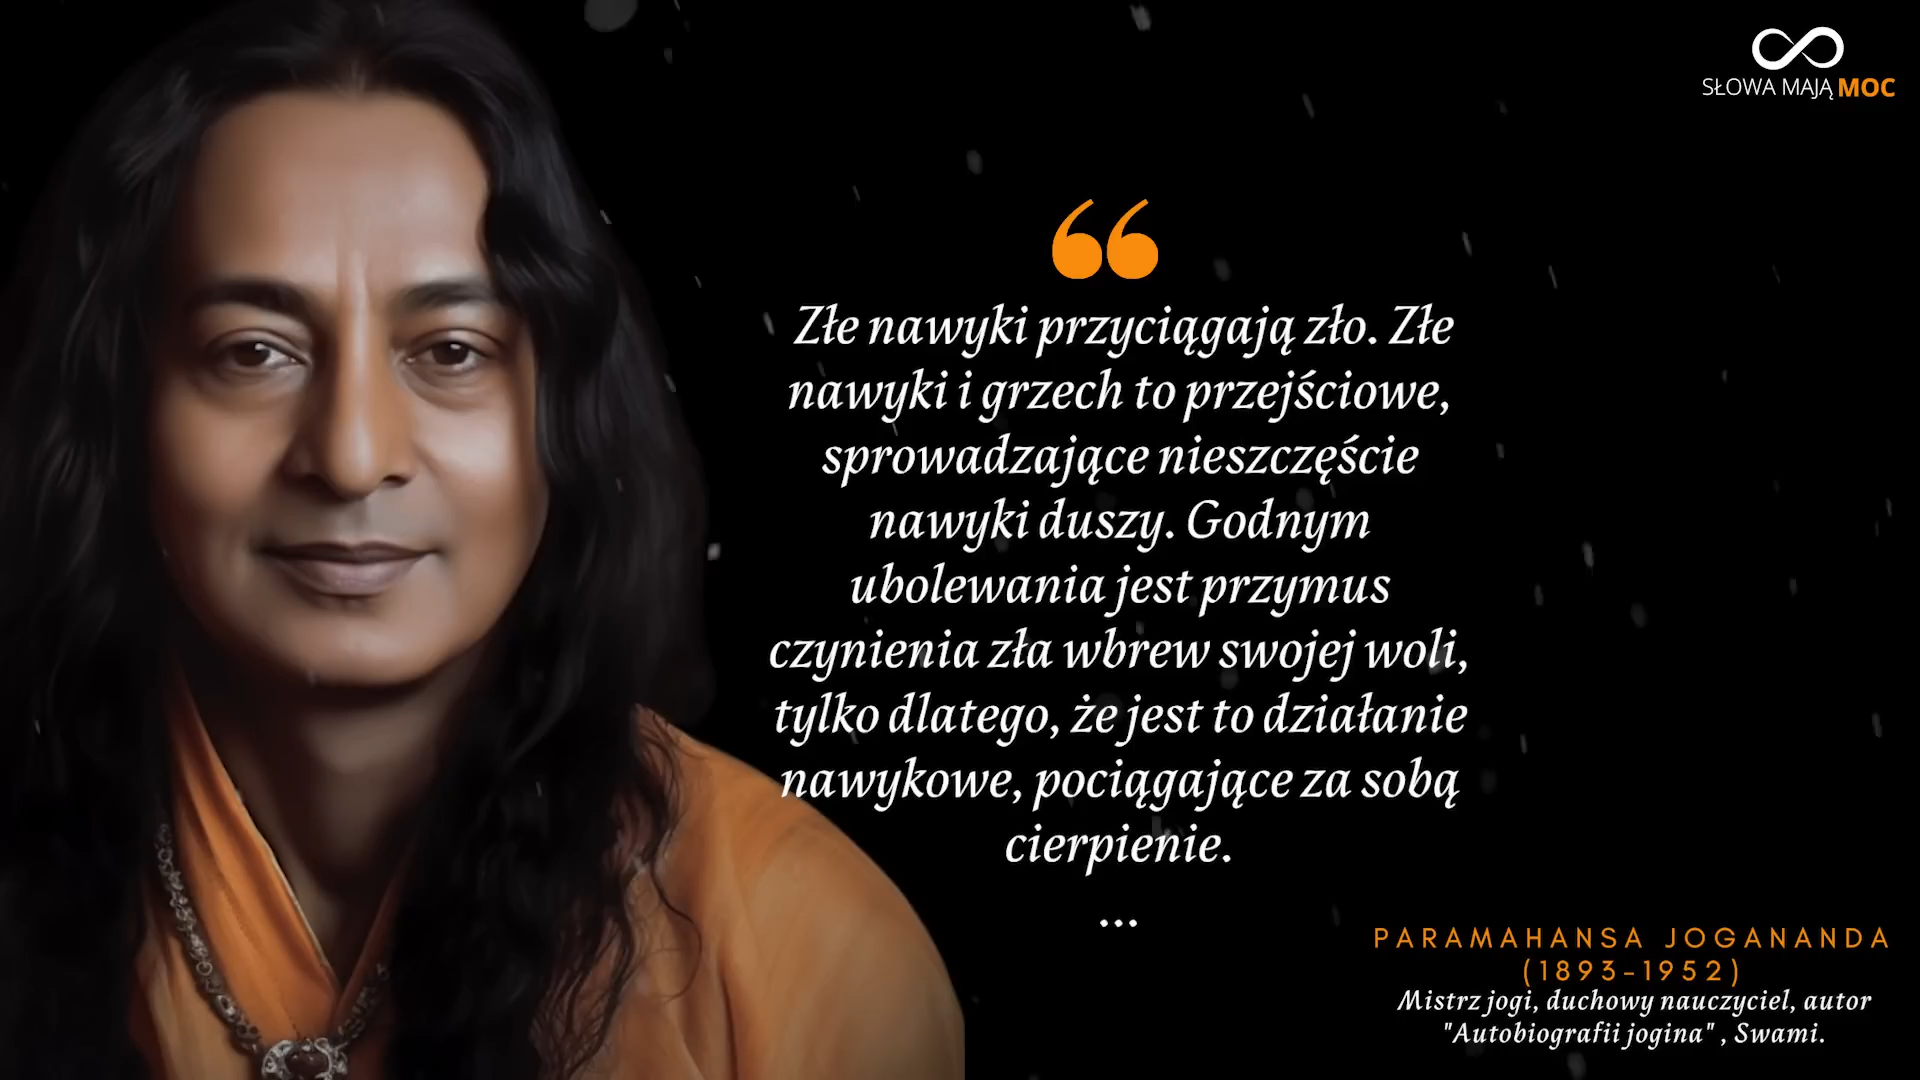 SŁOWA MAJĄ MOC
Złe nawyki przyciągają zło. Złe
nawyki i grzech to przejściowe,
sprowadzające nieszczęście
nawyki duszy. Godnym
ubolewania jest przymus
czynienia zła wbrew swojej woli,
tylko dlatego, że jest to działanie
nawykowe, pociągające za sobą
cierpienie.
...
PARAMAHANSA JOGANANDA
(1893-1952)
Mistrz jogi, duchowy nauczyciel, autor
"Autobiografii jogina" , Swami.